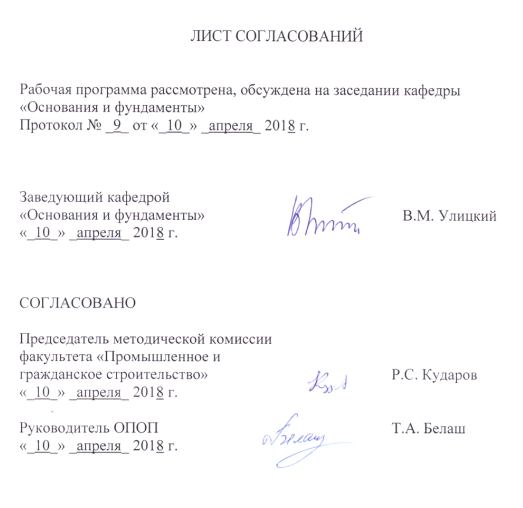 ЛИСТ СОГЛАСОВАНИЙ
Рабочая программа рассмотрена, обсуждена на заседании кафедры
«Основания и фундаменты»
Протокол № 9 от « 10 » апреля 2018 г.
Заведующий кафедрой
«Основания и фундаменты» В.М. Улицкий
« 10 » апреля 2018 г.
СОГЛАСОВАНО
Председатель методической комиссии
факультета «Промышленное и
гражданское строительство» Р.С. Кударов
« 10 » апреля 2018 г.
Руководитель ОПОП Т.А. Белаш
« 10 » апреля 2018 г.